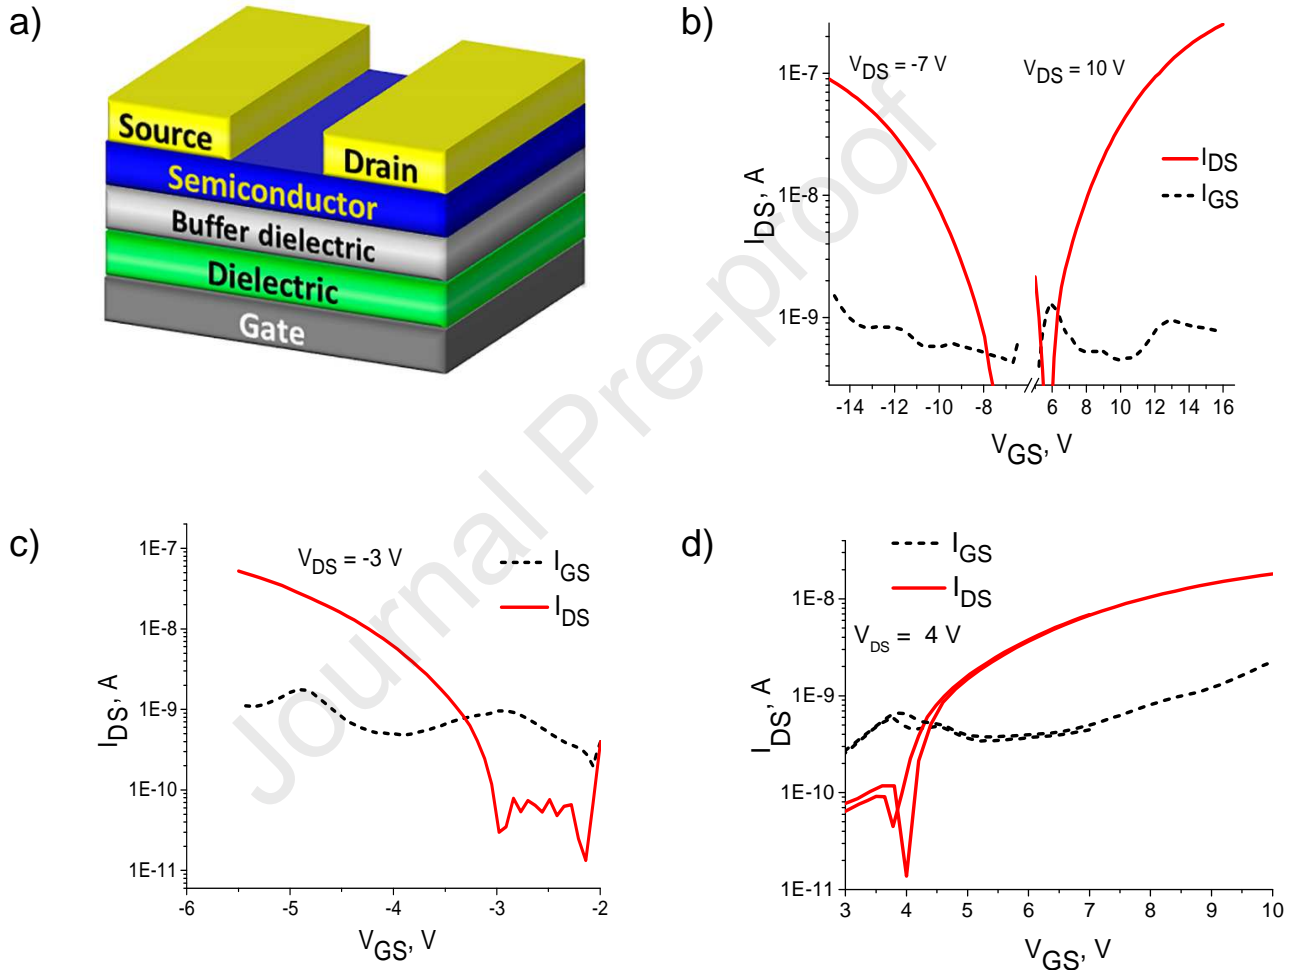 a)
Source
Drain
Semiconductor
Buffer dielectric
Dielectric
Gate
b)
V_DS = -7 V
V_DS = 10 V
I_DS
I_GS
1E-7
1E-8
1E-9
I_DS, A
-14 -12 -10 -8 6 8 10 12 14 16
V_GS, V
c)
V_DS = -3 V
I_GS
I_DS
1E-7
1E-8
1E-9
1E-10
1E-11
I_DS, A
-6 -5 -4 -3 -2
V_GS, V
d)
I_GS
I_DS
V_DS = 4 V
1E-8
1E-9
1E-10
1E-11
I_DS, A
3 4 5 6 7 8 9 10
V_GS, V
Journal Pre-proof